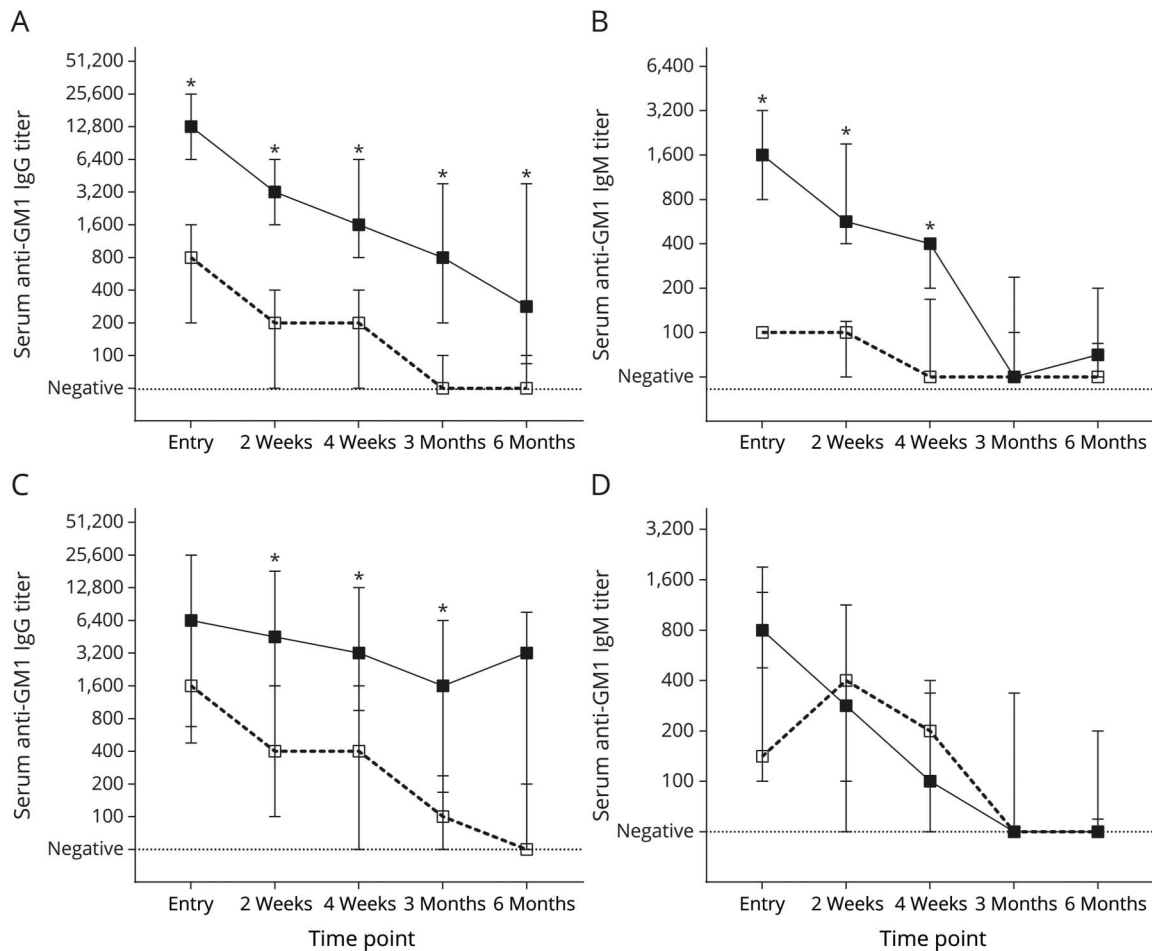 A
Serum anti-GM1 IgG titer
51,200
25,600
12,800
6,400
3,200
1,600
800
400
200
100
Negative
*
*
*
*
*
Entry
2 Weeks
4 Weeks
3 Months
6 Months
B
Serum anti-GM1 IgM titer
6,400
3,200
1,600
800
400
200
100
Negative
*
*
*
Entry
2 Weeks
4 Weeks
3 Months
6 Months
C
Serum anti-GM1 IgG titer
51,200
25,600
12,800
6,400
3,200
1,600
800
400
200
100
Negative
*
*
*
Entry
2 Weeks
4 Weeks
3 Months
6 Months
Time point
D
Serum anti-GM1 IgM titer
3,200
1,600
800
400
200
100
Negative
Entry
2 Weeks
4 Weeks
3 Months
6 Months
Time point